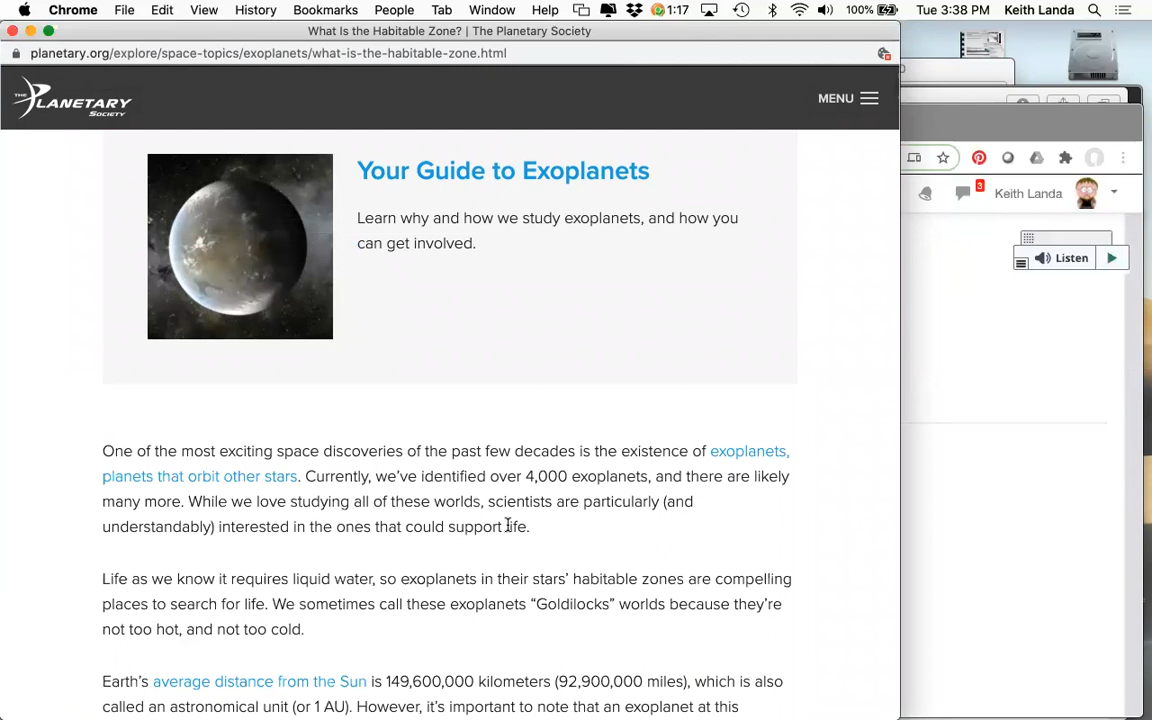 Chrome File Edit View History Bookmarks People Tab Window Help 1:17 100% Tue 3:38 PM Keith Landa
What Is the Habitable Zone? | The Planetary Society
planetary.org/explore/space-topics/exoplanets/what-is-the-habitable-zone.html
THE PLANETARY SOCIETY
MENU
3 Keith Landa
Listen
Your Guide to Exoplanets
Learn why and how we study exoplanets, and how you
can get involved.
One of the most exciting space discoveries of the past few decades is the existence of exoplanets,
planets that orbit other stars. Currently, we’ve identified over 4,000 exoplanets, and there are likely
many more. While we love studying all of these worlds, scientists are particularly (and
understandably) interested in the ones that could support life.
Life as we know it requires liquid water, so exoplanets in their stars’ habitable zones are compelling
places to search for life. We sometimes call these exoplanets “Goldilocks” worlds because they’re
not too hot, and not too cold.
Earth’s average distance from the Sun is 149,600,000 kilometers (92,900,000 miles), which is also
called an astronomical unit (or 1 AU). However, it’s important to note that an exoplanet at this